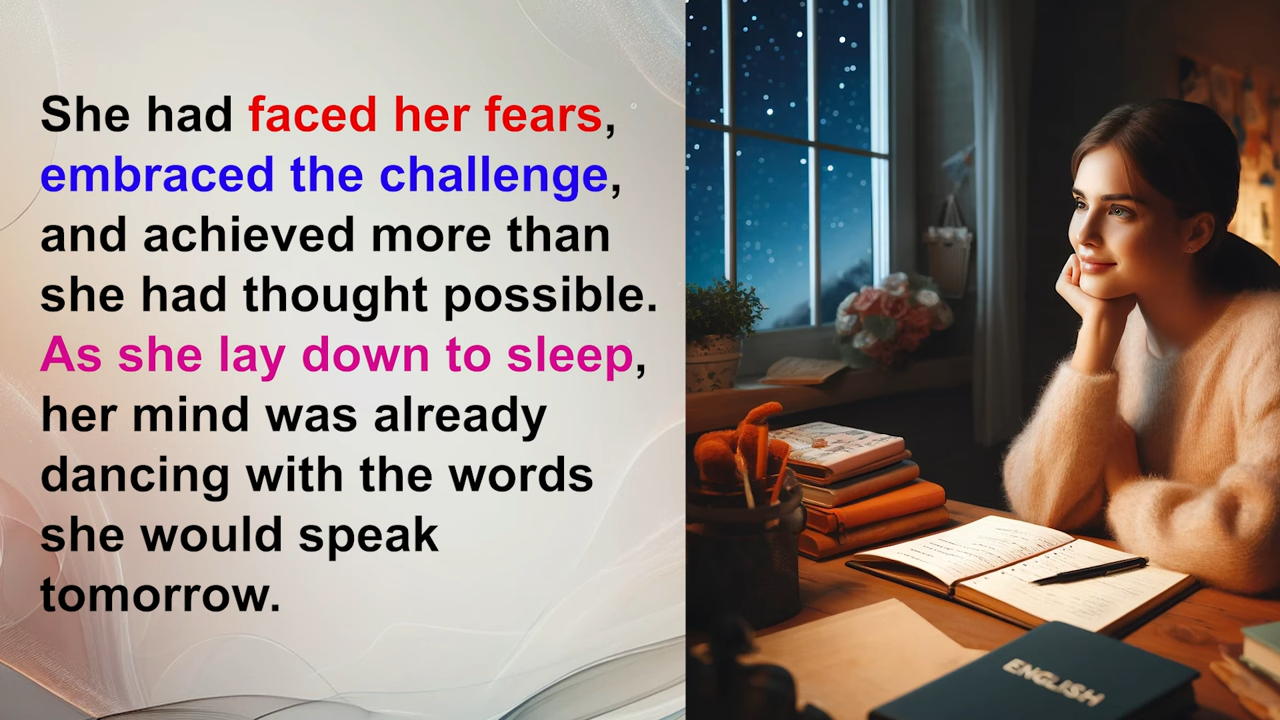 She had faced her fears,
embraced the challenge,
and achieved more than
she had thought possible.
As she lay down to sleep,
her mind was already
dancing with the words
she would speak
tomorrow.
ENGLISH